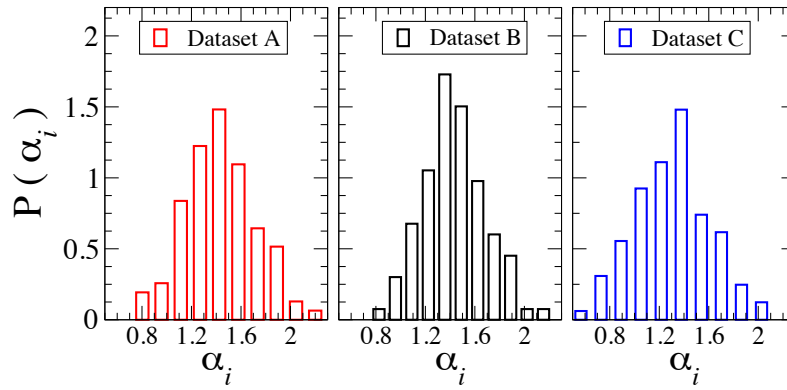 Dataset A
Dataset B
Dataset C
P ( α_i )
2
1.5
1
0.5
0
0.8 1.2 1.6 2
0.8 1.2 1.6 2
0.8 1.2 1.6 2
α_i
α_i
α_i